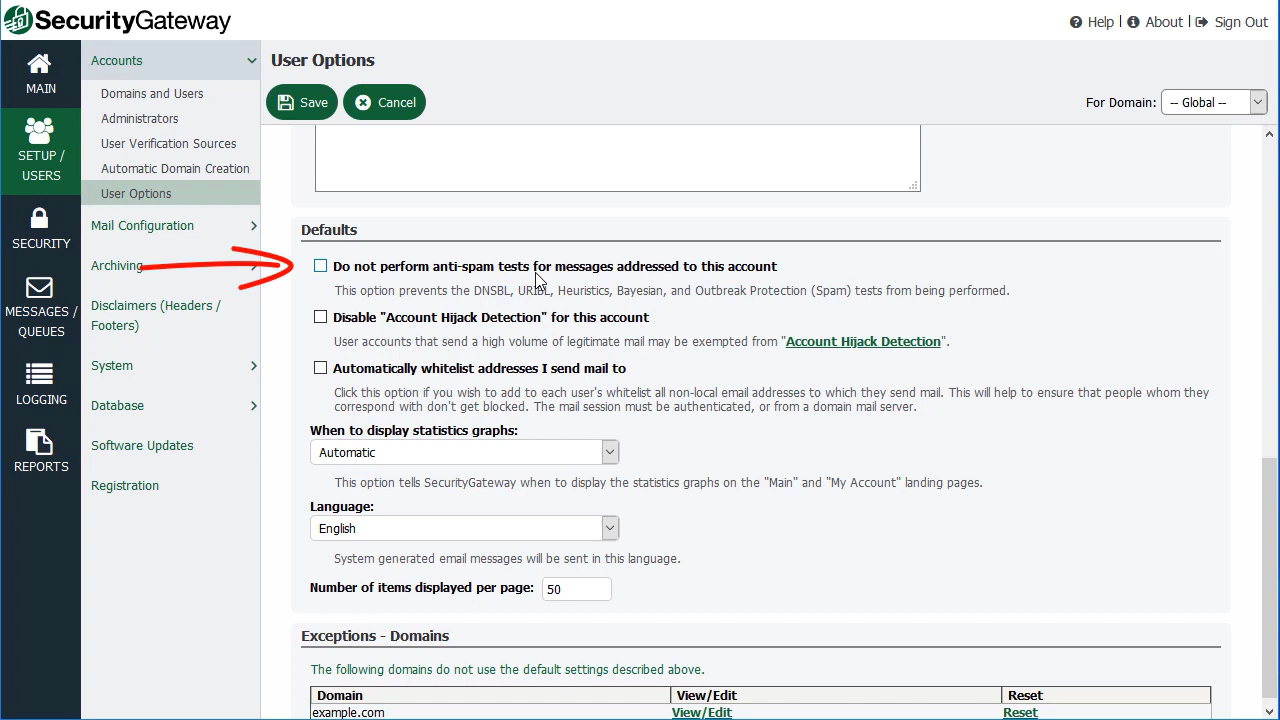 SecurityGateway
Help | About | Sign Out
MAIN
SETUP /
USERS
SECURITY
MESSAGES /
QUEUES
LOGGING
REPORTS
Accounts
Domains and Users
Administrators
User Verification Sources
Automatic Domain Creation
User Options
Mail Configuration
Archiving
Disclaimers (Headers /
Footers)
System
Database
Software Updates
Registration
User Options
Save
Cancel
For Domain: -- Global --
Defaults
Do not perform anti-spam tests for messages addressed to this account
This option prevents the DNSBL, URIBL, Heuristics, Bayesian, and Outbreak Protection (Spam) tests from being performed.
Disable "Account Hijack Detection" for this account
User accounts that send a high volume of legitimate mail may be exempted from "Account Hijack Detection".
Automatically whitelist addresses I send mail to
Click this option if you wish to add to each user's whitelist all non-local email addresses to which they send mail. This will help to ensure that people whom they
correspond with don't get blocked. The mail session must be authenticated, or from a domain mail server.
When to display statistics graphs:
Automatic
This option tells SecurityGateway when to display the statistics graphs on the "Main" and "My Account" landing pages.
Language:
English
System generated email messages will be sent in this language.
Number of items displayed per page: 50
Exceptions - Domains
The following domains do not use the default settings described above.
Domain View/Edit Reset
example.com View/Edit Reset